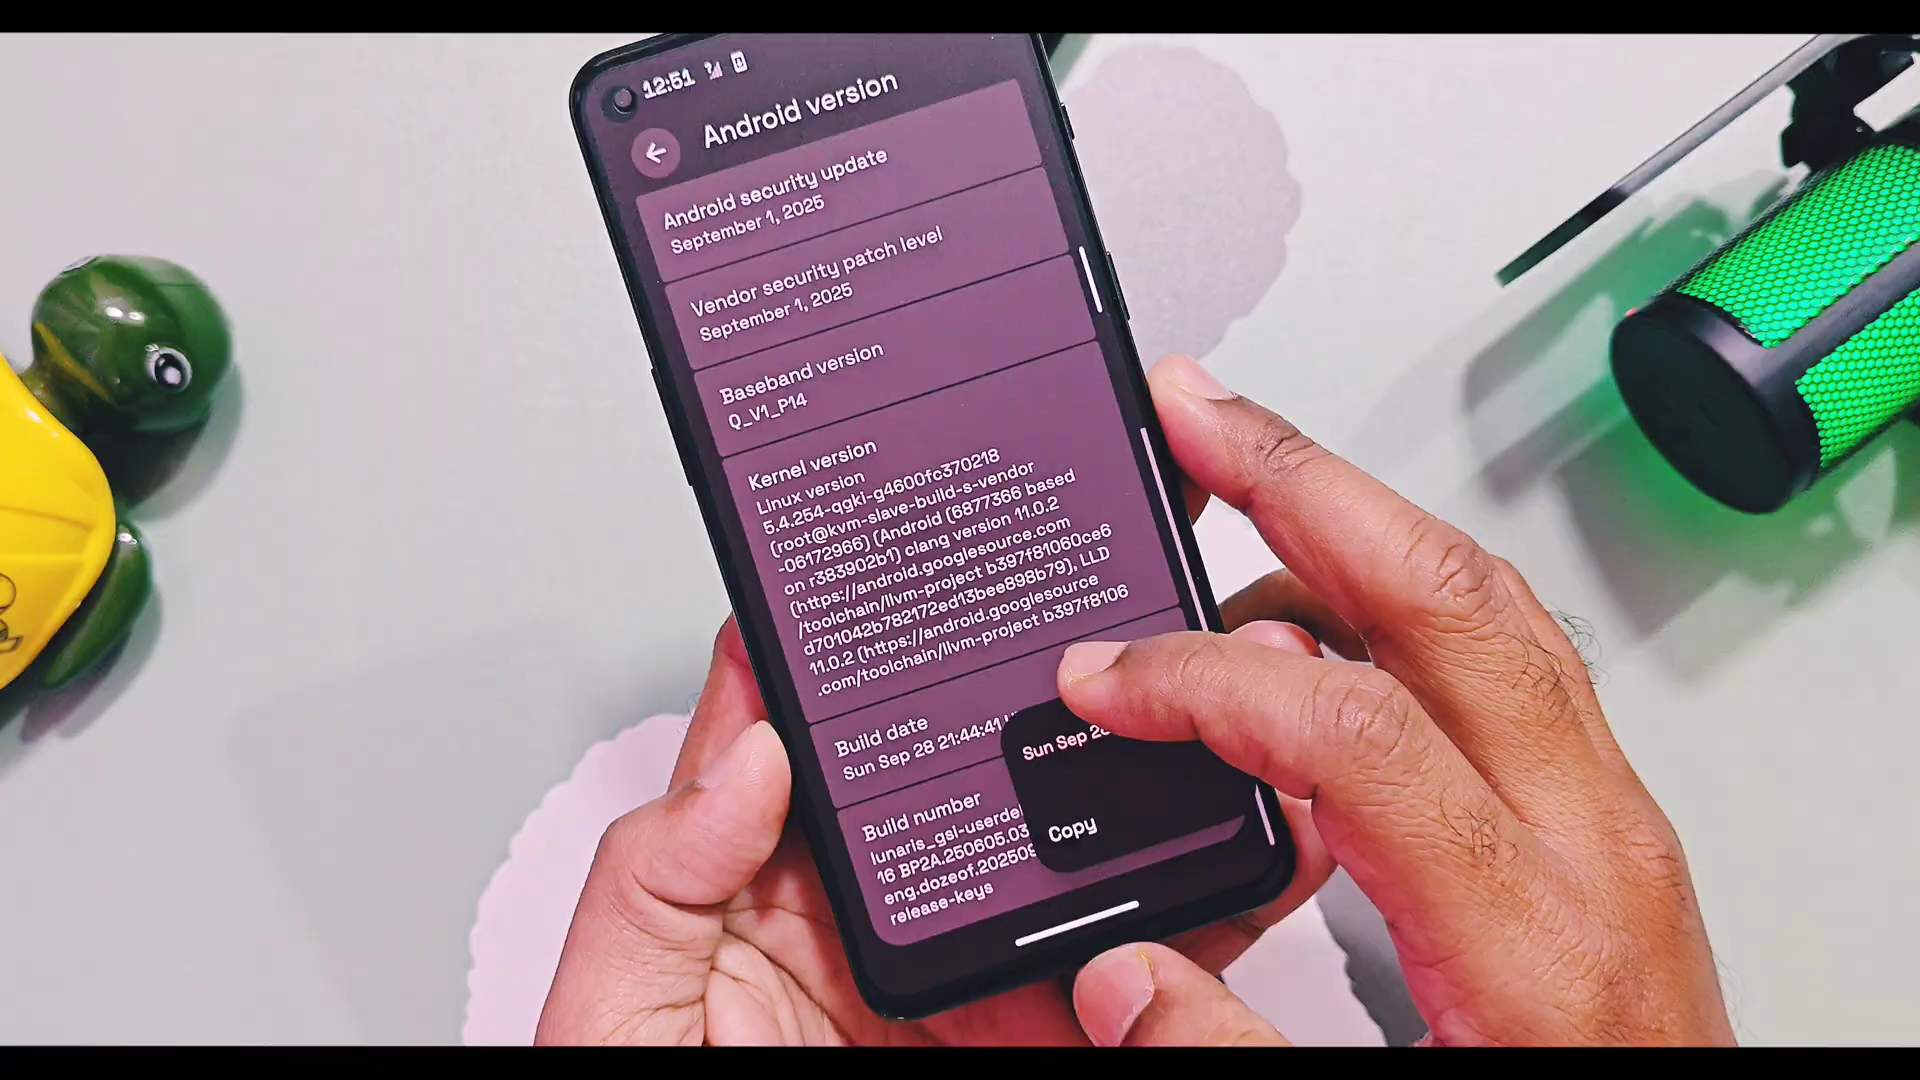 12:51
Android version
Android security update
September 1, 2025
Vendor security patch level
September 1, 2025
Baseband version
Q_V1_P14
Kernel version
Linux version
5.4.254-qgki-g4600fc370218
(root@kvm-slave-build-s-vendor
-06172966) (Android (6877366 based
on r383902b1) clang version 11.0.2
(https://android.googlesource.com
/toolchain/llvm-project b397f81060ce6
d701042b782172ed13bee898b79), LLD
11.0.2 (https://android.googlesource
.com/toolchain/llvm-project b397f8106
Build date
Sun Sep 28 21:44:41
Sun Sep
Copy
Build number
lunaris_gsi-userde
16 BP2A.250605.03
eng.dozeof.202509
release-keys